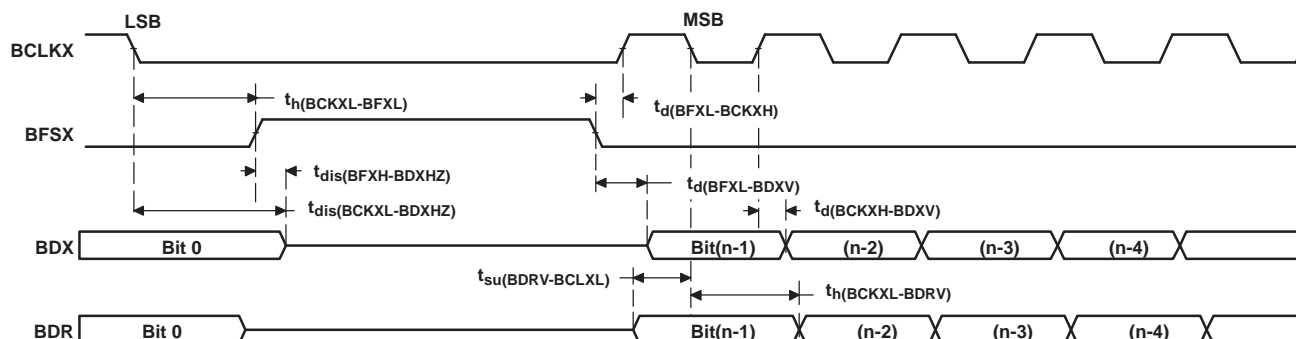 LSB
MSB
BCLKX
th(BCKXL-BFXL)
td(BFXL-BCKXH)
BFSX
tdis(BFXH-BDXHZ)
td(BFXL-BDXV)
tdis(BCKXL-BDXHZ)
td(BCKXH-BDXV)
BDX Bit 0 Bit(n-1) (n-2) (n-3) (n-4)
tsu(BDRV-BCLXL)
th(BCKXL-BDRV)
BDR Bit 0 Bit(n-1) (n-2) (n-3) (n-4)